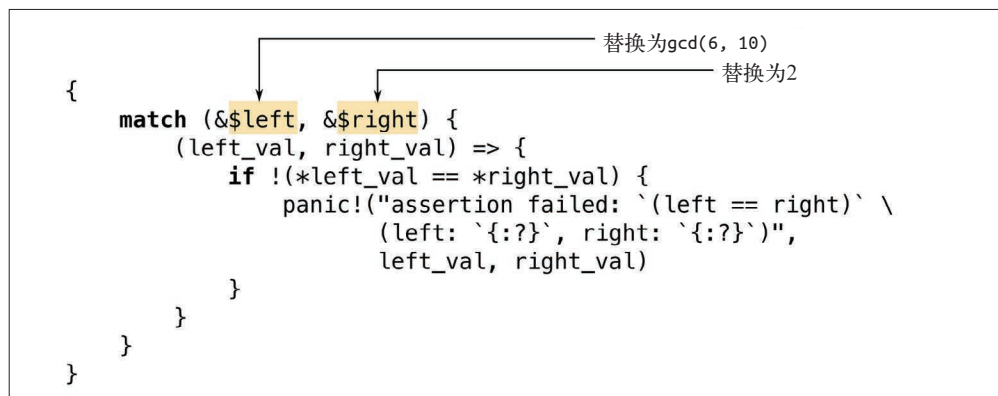 替换为gcd(6, 10)
替换为2
{
    match (&$left, &$right) {
        (left_val, right_val) => {
            if !(*left_val == *right_val) {
                panic!("assertion failed: `(left == right)` \
                       (left: `{:?}`, right: `{:?}`)",
                       left_val, right_val)
            }
        }
    }
}